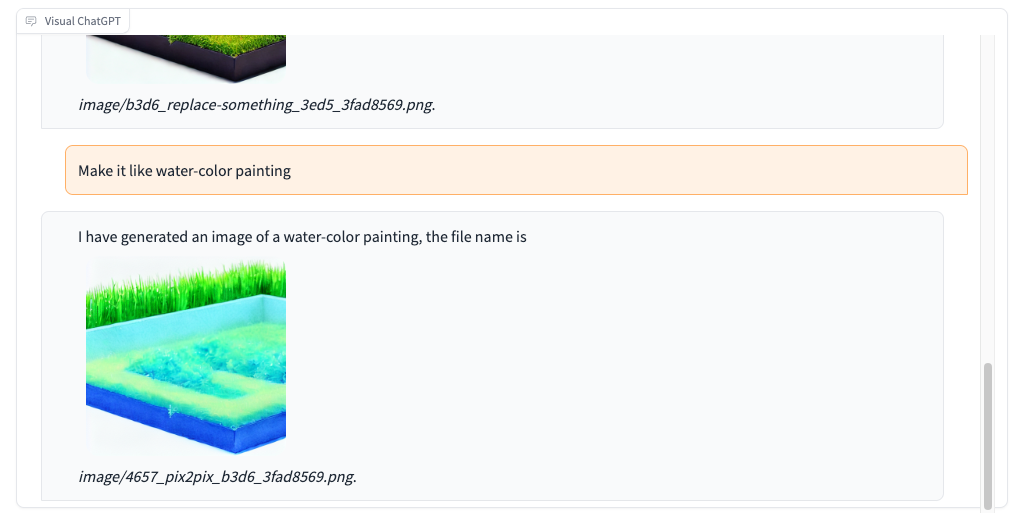 Visual ChatGPT
image/b3d6_replace-something_3ed5_3fad8569.png.
Make it like water-color painting
I have generated an image of a water-color painting, the file name is
image/4657_pix2pix_b3d6_3fad8569.png.